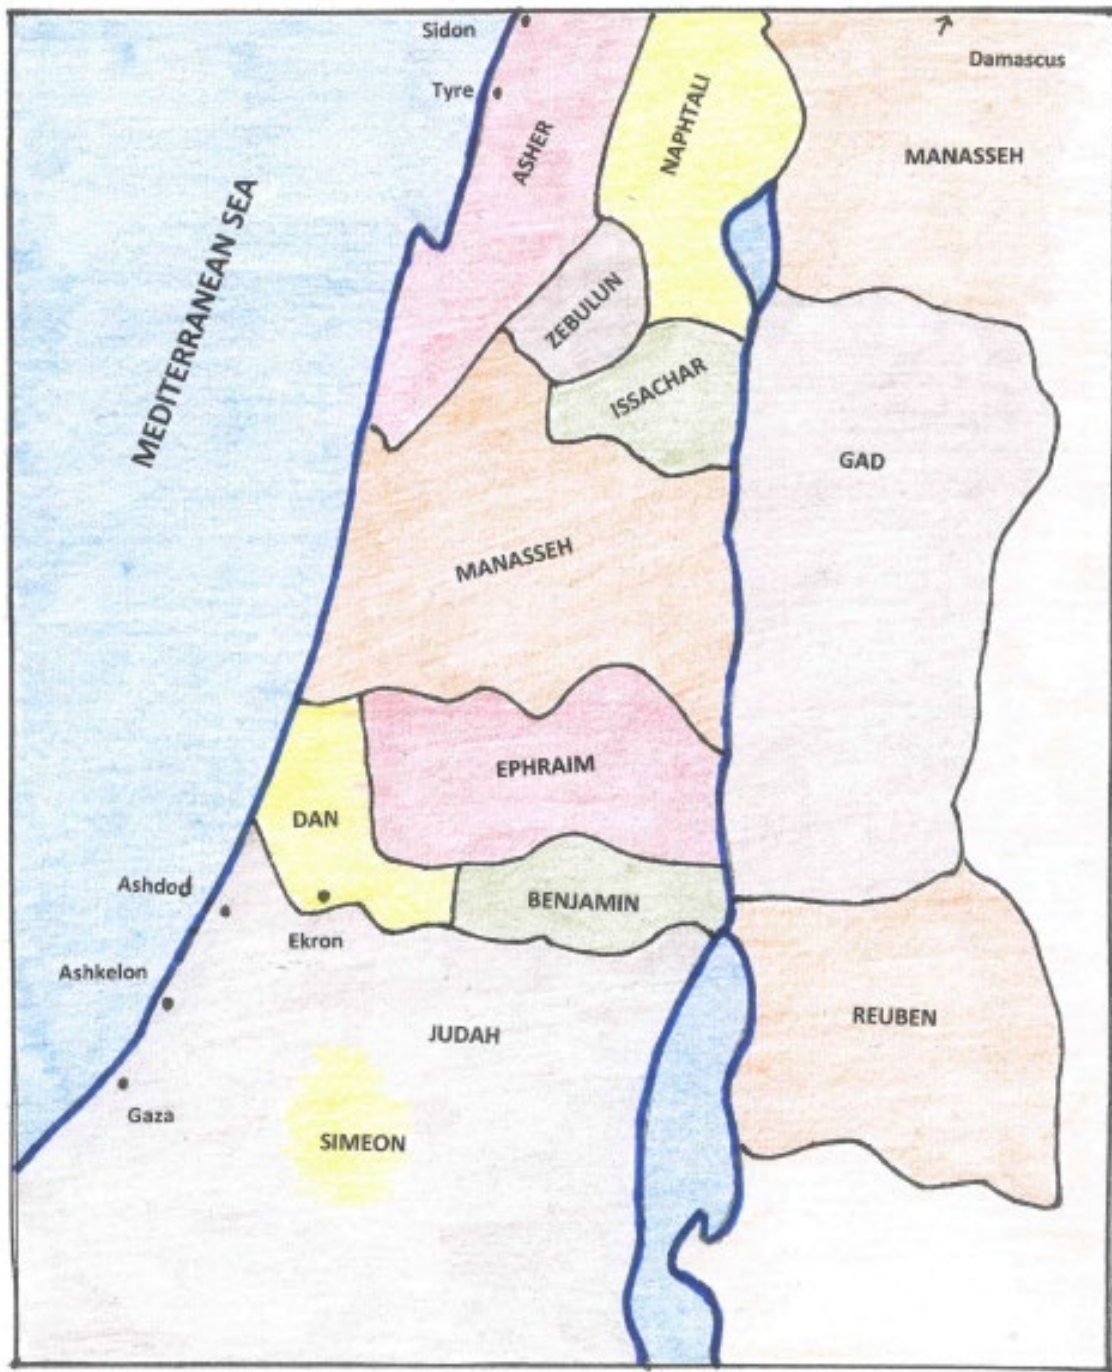 Sidon
Damascus
Tyre
ASHER
NAPHTALI
MANASSEH
MEDITERRANEAN SEA
ZEBULUN
ISSACHAR
GAD
MANASSEH
EPHRAIM
DAN
Ashdod
BENJAMIN
Ekron
Ashkelon
REUBEN
JUDAH
Gaza
SIMEON